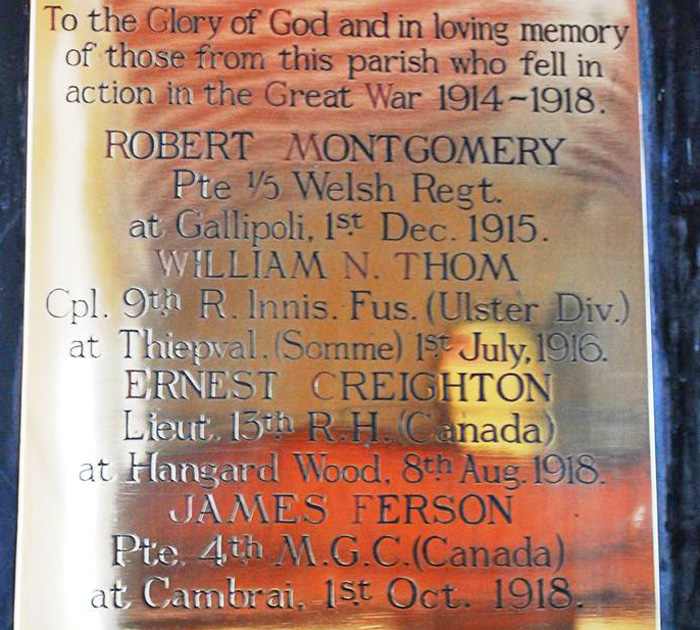 To the Glory of God and in loving memory
of those from this parish who fell in
action in the Great War 1914-1918.
ROBERT MONTGOMERY
Pte 1/5 Welsh Regt.
at Gallipoli, 1st Dec. 1915.
WILLIAM N. THOM
Cpl. 9th R. Innis. Fus. (Ulster Div.)
at Thiepval, (Somme) 1st July, 1916.
ERNEST CREIGHTON
Lieut. 13th R.H. (Canada)
at Hangard Wood, 8th Aug. 1918.
JAMES FERSON
Pte. 4th M.G.C. (Canada)
at Cambrai, 1st Oct. 1918.